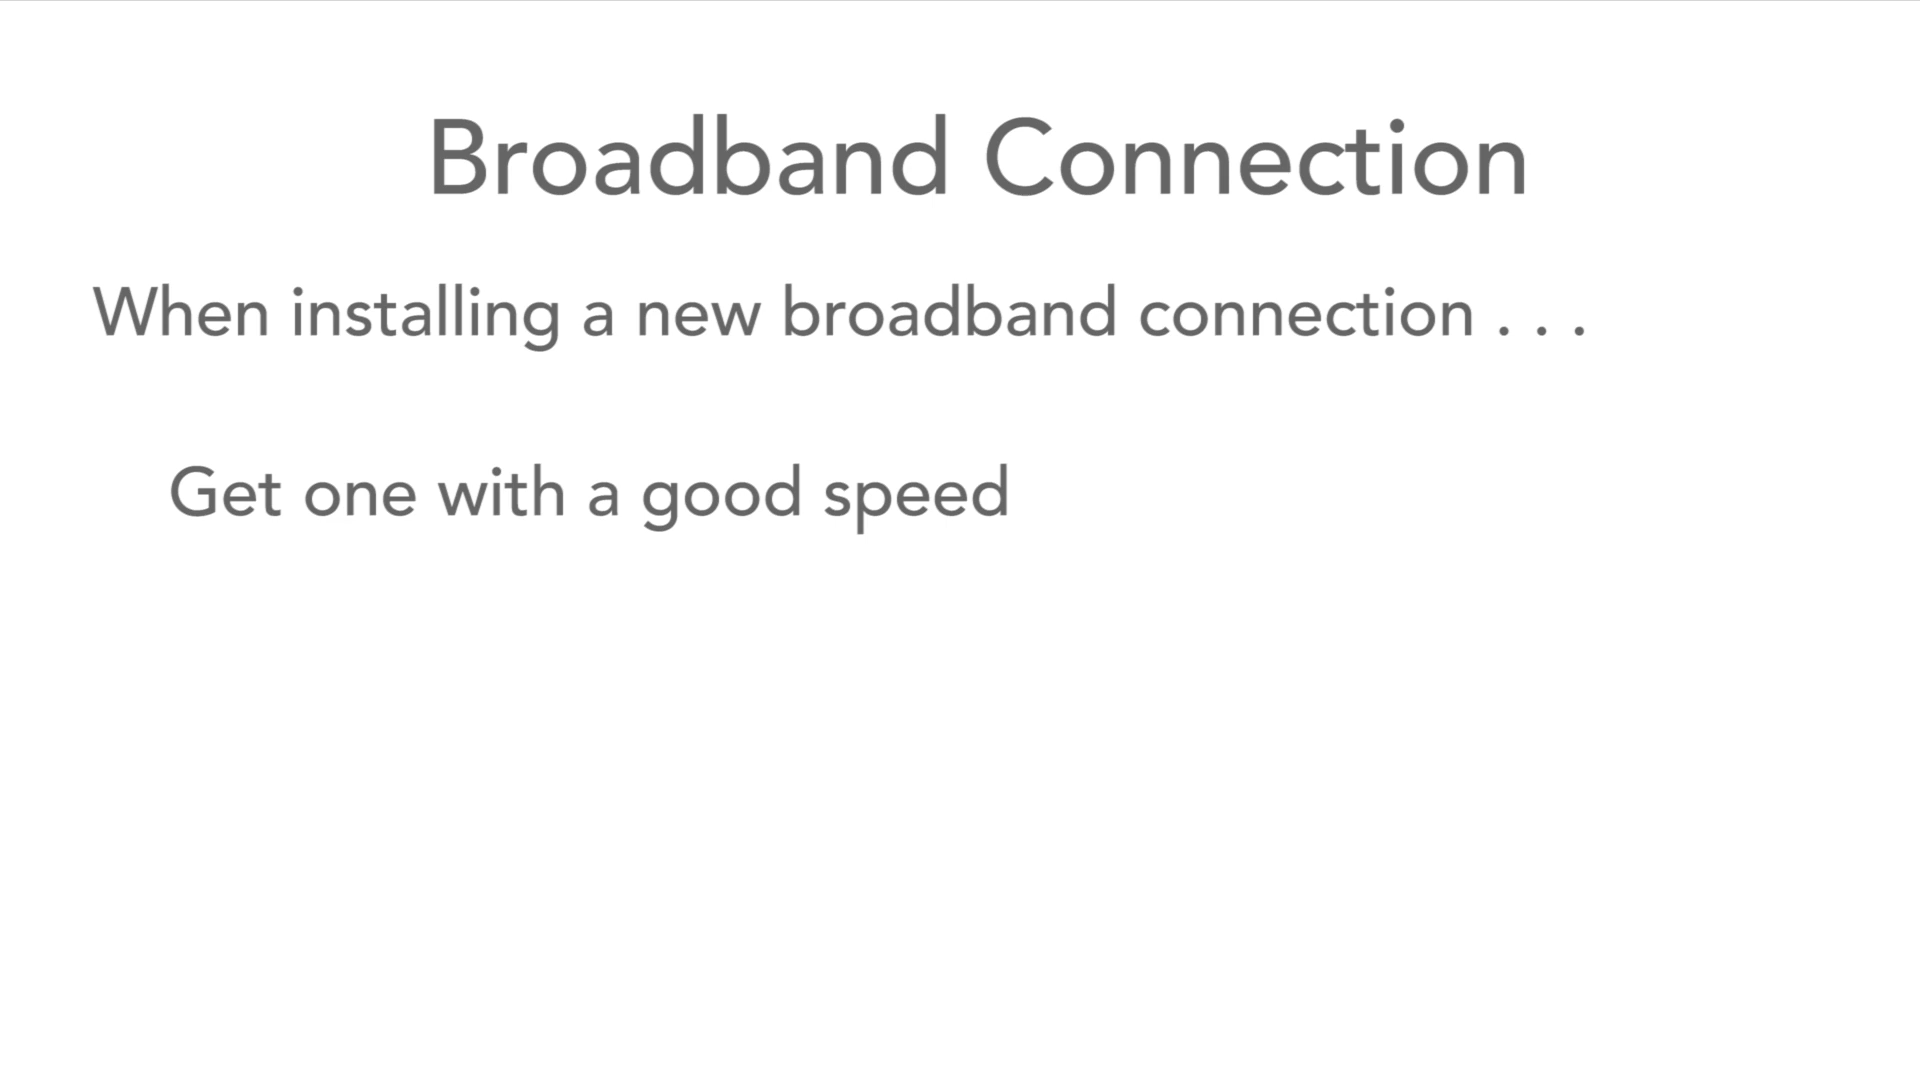 Broadband Connection
When installing a new broadband connection . . .
Get one with a good speed